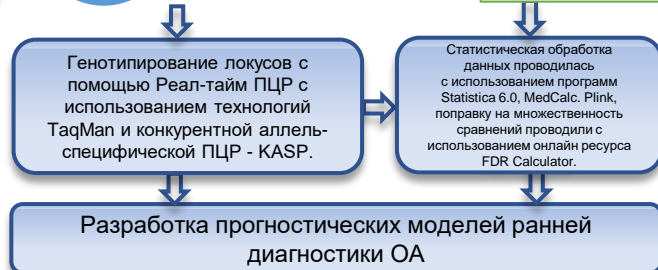 Генотипирование локусов с
помощью Реал-тайм ПЦР с
использованием технологий
TaqMan и конкурентной аллель-
специфической ПЦР - KASP.
Статистическая обработка
данных проводилась
с использованием программ
Statistica 6.0, MedCalc. Plink,
поправку на множественность
сравнений проводили с
использованием онлайн ресурса
FDR Calculator.
Разработка прогностических моделей ранней
диагностики ОА